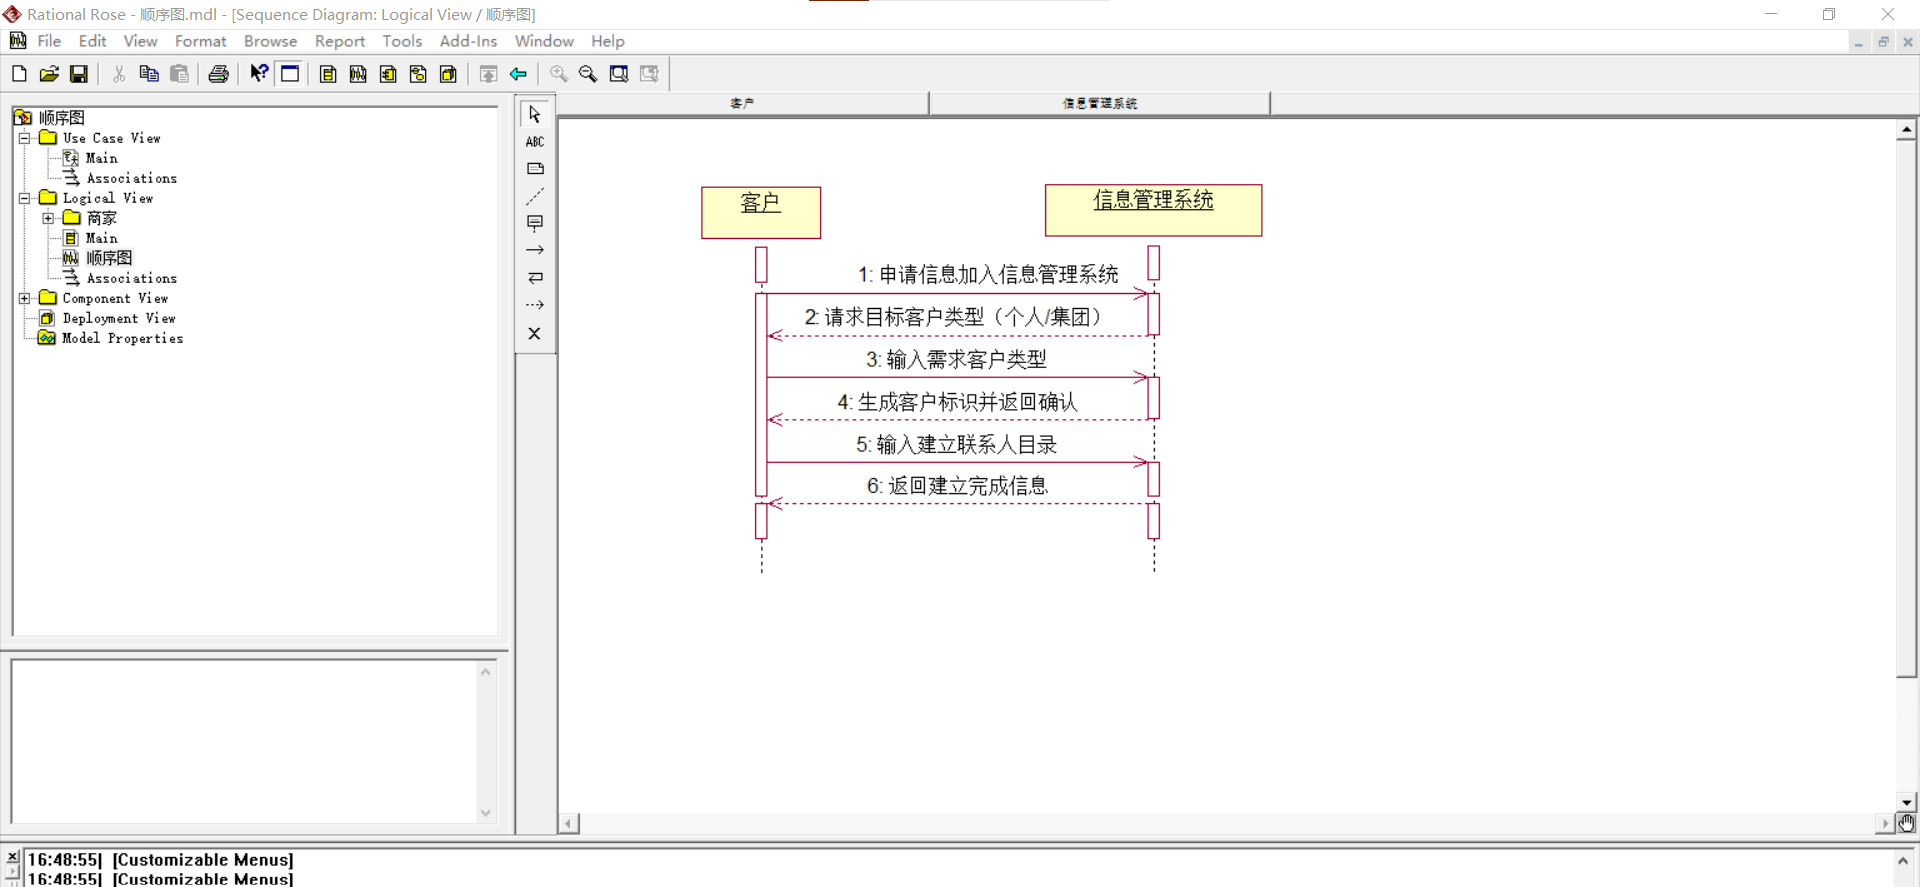 Rational Rose - 顺序图.mdl - [Sequence Diagram: Logical View / 顺序图]
File Edit View Format Browse Report Tools Add-Ins Window Help
顺序图
Use Case View
Main
Associations
Logical View
商家
Main
顺序图
Associations
Component View
Deployment View
Model Properties
ABC
客户 信息管理系统
客户 信息管理系统
1: 申请信息加入信息管理系统
2: 请求目标客户类型（个人/集团）
3: 输入需求客户类型
4: 生成客户标识并返回确认
5: 输入建立联系人目录
6: 返回建立完成信息
16:48:55| [Customizable Menus]
16:48:55| [Customizable Menus]